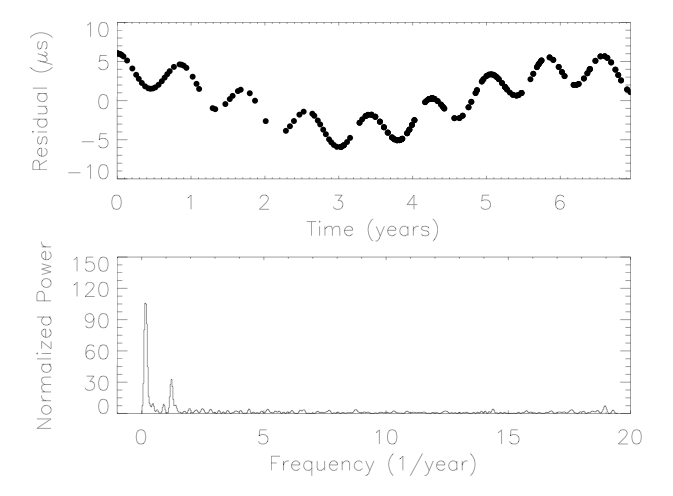 10
5
0
−5
−10
Residual (μs)
0 1 2 3 4 5 6
Time (years)
150
120
90
60
30
0
Normalized Power
0 5 10 15 20
Frequency (1/year)